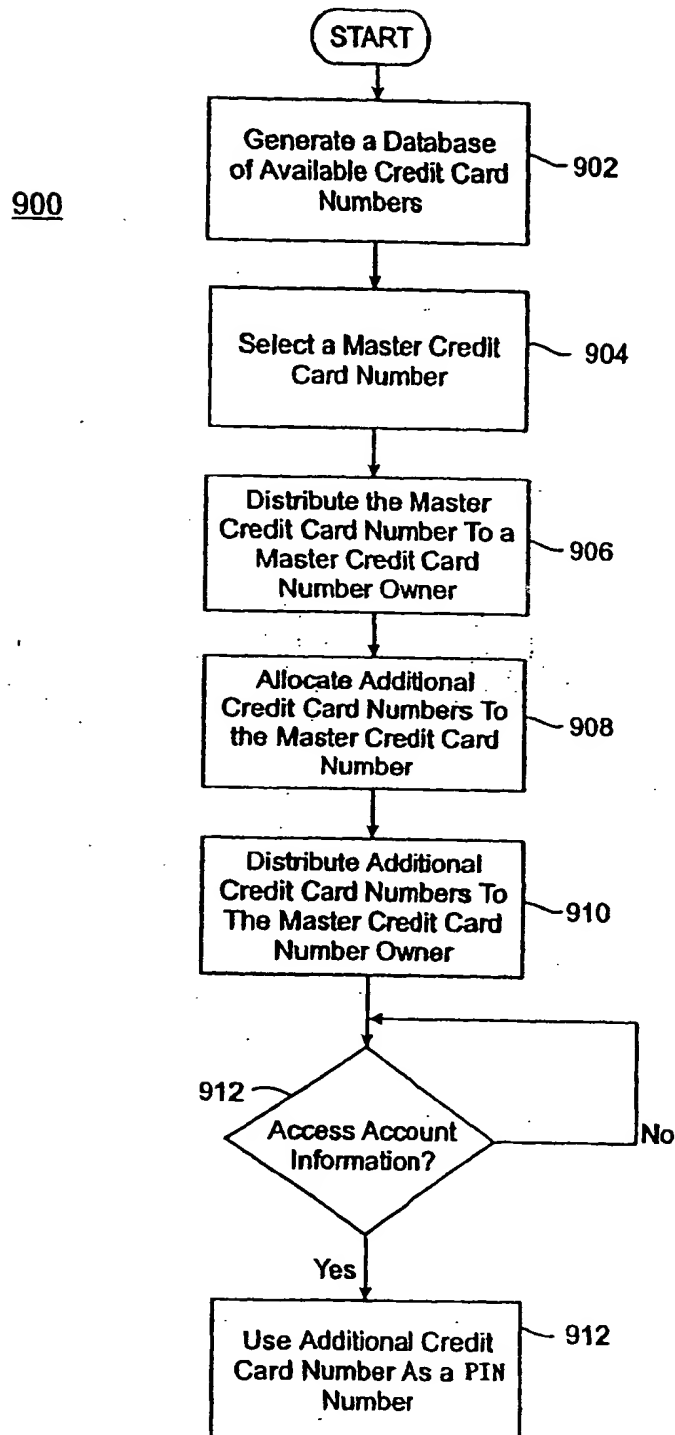 START
Generate a Database
of Available Credit Card
Numbers
902
900
Select a Master Credit
Card Number
904
Distribute the Master
Credit Card Number To a
Master Credit Card
Number Owner
906
Allocate Additional
Credit Card Numbers To
the Master Credit Card
Number
908
Distribute Additional
Credit Card Numbers To
The Master Credit Card
Number Owner
910
912
Access Account
Information?
No
Yes
Use Additional Credit
Card Number As a PIN
Number
912